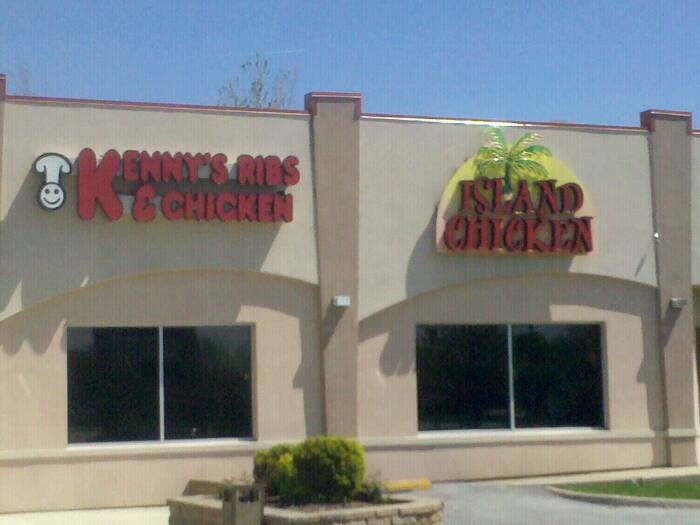 KENNY'S RIBS
& CHICKEN
ISLAND
CHICKEN